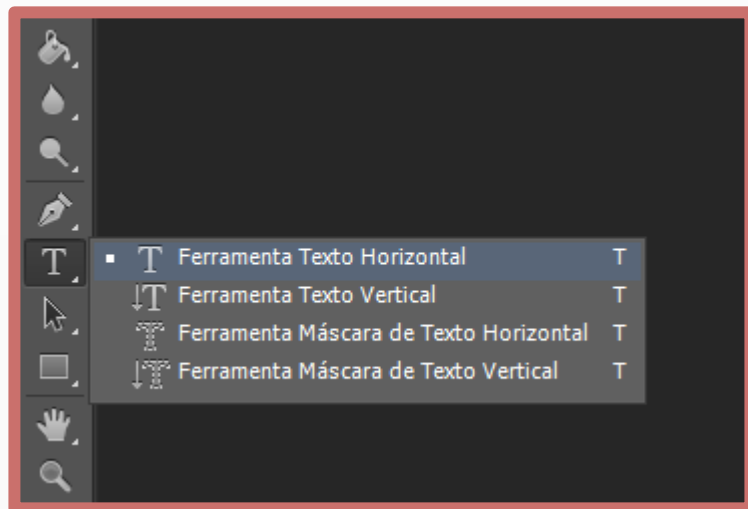 T Ferramenta Texto Horizontal T
T Ferramenta Texto Vertical T
T Ferramenta Máscara de Texto Horizontal T
T Ferramenta Máscara de Texto Vertical T